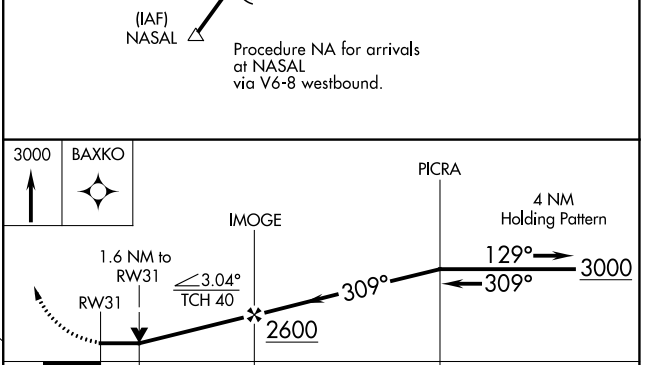 (IAF)
NASAL
Procedure NA for arrivals
at NASAL
via V6-8 westbound.
3000
BAXKO
PICRA
4 NM
Holding Pattern
IMOGE
1.6 NM to
RW31
3.04°
TCH 40
RW31
309°
129°
309°
3000
2600